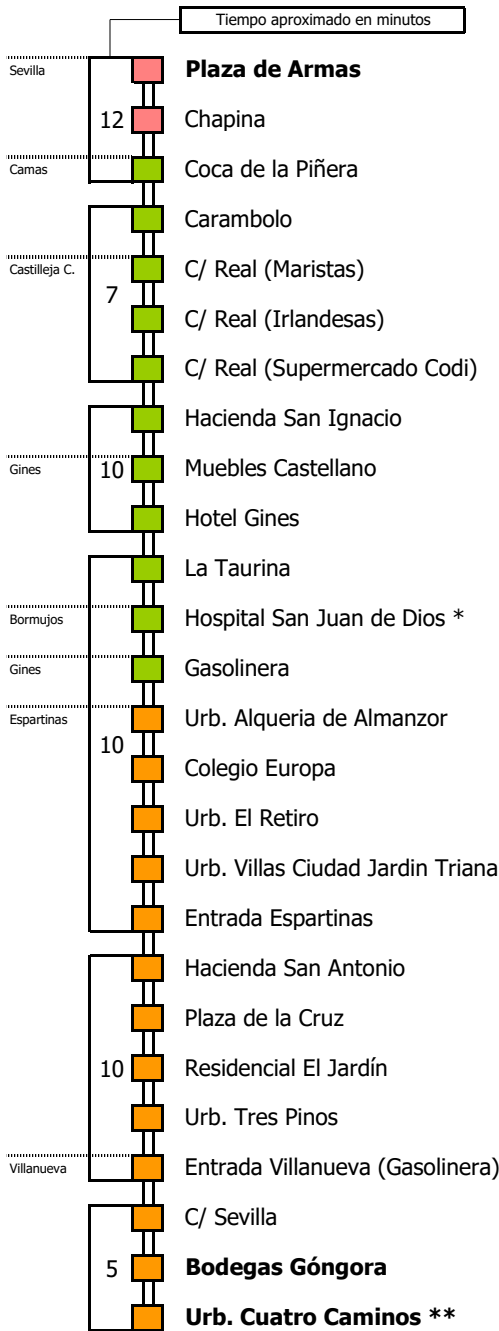 Tiempo aproximado en minutos
Sevilla
Plaza de Armas
12
Chapina
Camas
Coca de la Piñera
Carambolo
Castilleja C.
C/ Real (Maristas)
7
C/ Real (Irlandesas)
C/ Real (Supermercado Codi)
Hacienda San Ignacio
Gines
10
Muebles Castellano
Hotel Gines
La Taurina
Bormujos
Hospital San Juan de Dios *
Gines
Gasolinera
Espartinas
Urb. Alqueria de Almanzor
10
Colegio Europa
Urb. El Retiro
Urb. Villas Ciudad Jardin Triana
Entrada Espartinas
Hacienda San Antonio
Plaza de la Cruz
10
Residencial El Jardín
Urb. Tres Pinos
Villanueva
Entrada Villanueva (Gasolinera)
C/ Sevilla
5
Bodegas Góngora
Urb. Cuatro Caminos **